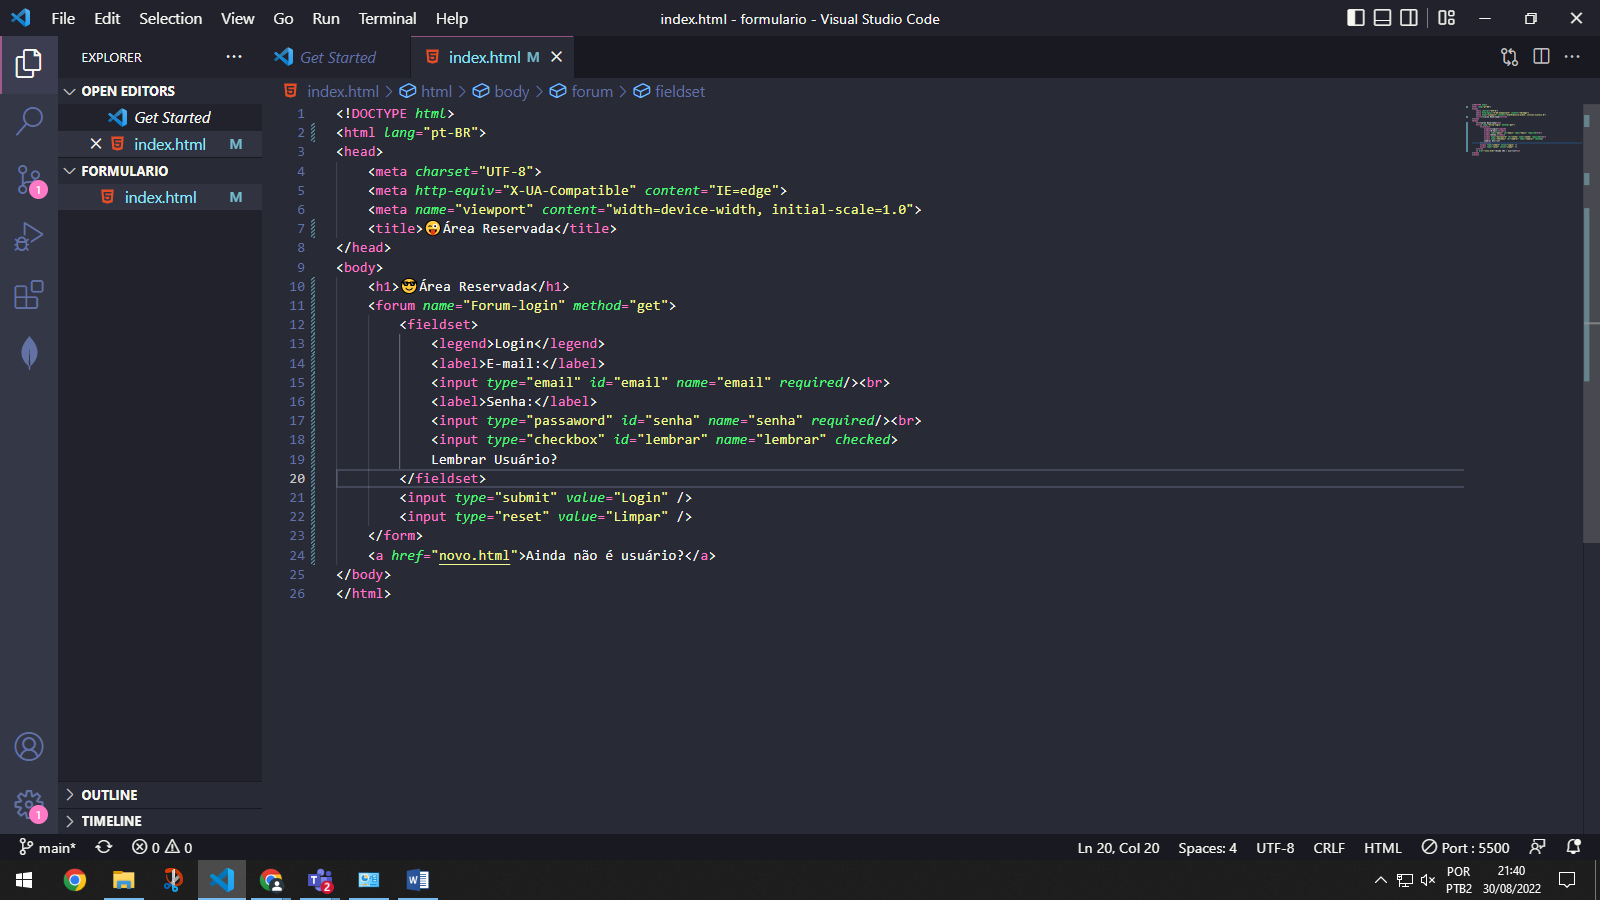 File Edit Selection View Go Run Terminal Help
index.html - formulario - Visual Studio Code
EXPLORER
OPEN EDITORS
Get Started
index.html M
FORMULARIO
index.html M
OUTLINE
TIMELINE
Get Started
index.html M
index.html > html > body > forum > fieldset
1 <!DOCTYPE html>
2 <html lang="pt-BR">
3 <head>
4 <meta charset="UTF-8">
5 <meta http-equiv="X-UA-Compatible" content="IE=edge">
6 <meta name="viewport" content="width=device-width, initial-scale=1.0">
7 <title>😜Área Reservada</title>
8 </head>
9 <body>
10 <h1>😎Área Reservada</h1>
11 <forum name="Forum-login" method="get">
12 <fieldset>
13 <legend>Login</legend>
14 <label>E-mail:</label>
15 <input type="email" id="email" name="email" required/><br>
16 <label>Senha:</label>
17 <input type="passaword" id="senha" name="senha" required/><br>
18 <input type="checkbox" id="lembrar" name="lembrar" checked>
19 Lembrar Usuário?
20 </fieldset>
21 <input type="submit" value="Login" />
22 <input type="reset" value="Limpar" />
23 </form>
24 <a href="novo.html">Ainda não é usuário?</a>
25 </body>
26 </html>
1
1
main* 0 0
Ln 20, Col 20 Spaces: 4 UTF-8 CRLF HTML Port : 5500
2
POR
PTB2
21:40
30/08/2022